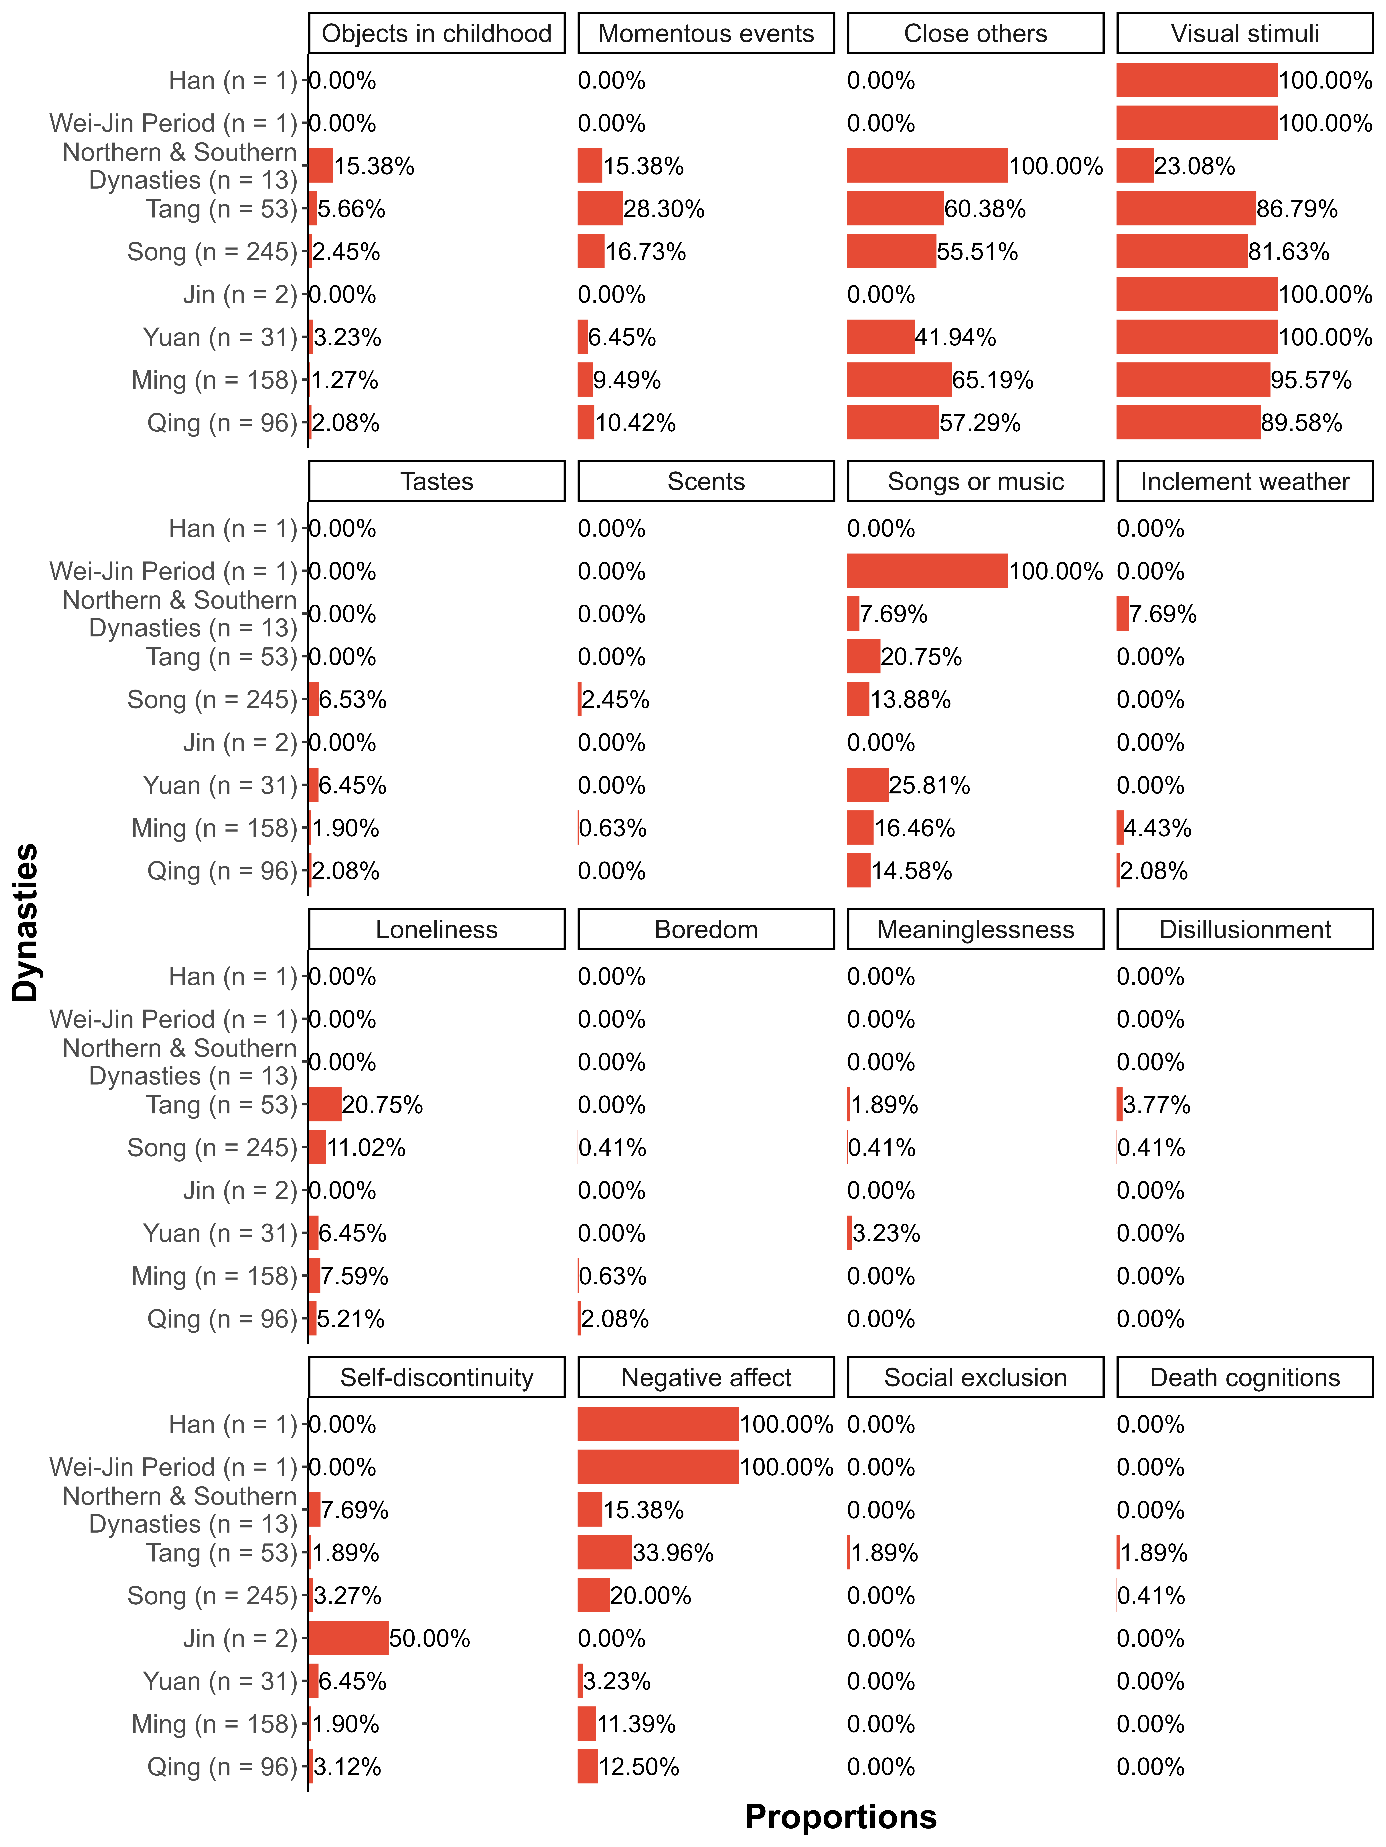 Objects in childhood Momentous events Close others Visual stimuli
Han (n = 1) 0.00% 0.00% 0.00% 100.00%
Wei-Jin Period (n = 1) 0.00% 0.00% 0.00% 100.00%
Northern & Southern
Dynasties (n = 13) 15.38% 15.38% 100.00% 23.08%
Tang (n = 53) 5.66% 28.30% 60.38% 86.79%
Song (n = 245) 2.45% 16.73% 55.51% 81.63%
Jin (n = 2) 0.00% 0.00% 0.00% 100.00%
Yuan (n = 31) 3.23% 6.45% 41.94% 100.00%
Ming (n = 158) 1.27% 9.49% 65.19% 95.57%
Qing (n = 96) 2.08% 10.42% 57.29% 89.58%
Tastes Scents Songs or music Inclement weather
Han (n = 1) 0.00% 0.00% 0.00% 0.00%
Wei-Jin Period (n = 1) 0.00% 0.00% 100.00% 0.00%
Northern & Southern
Dynasties (n = 13) 0.00% 0.00% 7.69% 7.69%
Tang (n = 53) 0.00% 0.00% 20.75% 0.00%
Song (n = 245) 6.53% 2.45% 13.88% 0.00%
Jin (n = 2) 0.00% 0.00% 0.00% 0.00%
Yuan (n = 31) 6.45% 0.00% 25.81% 0.00%
Ming (n = 158) 1.90% 0.63% 16.46% 4.43%
Qing (n = 96) 2.08% 0.00% 14.58% 2.08%
Dynasties
Loneliness Boredom Meaninglessness Disillusionment
Han (n = 1) 0.00% 0.00% 0.00% 0.00%
Wei-Jin Period (n = 1) 0.00% 0.00% 0.00% 0.00%
Northern & Southern
Dynasties (n = 13) 0.00% 0.00% 0.00% 0.00%
Tang (n = 53) 20.75% 0.00% 1.89% 3.77%
Song (n = 245) 11.02% 0.41% 0.41% 0.41%
Jin (n = 2) 0.00% 0.00% 0.00% 0.00%
Yuan (n = 31) 6.45% 0.00% 3.23% 0.00%
Ming (n = 158) 7.59% 0.63% 0.00% 0.00%
Qing (n = 96) 5.21% 2.08% 0.00% 0.00%
Self-discontinuity Negative affect Social exclusion Death cognitions
Han (n = 1) 0.00% 100.00% 0.00% 0.00%
Wei-Jin Period (n = 1) 0.00% 100.00% 0.00% 0.00%
Northern & Southern
Dynasties (n = 13) 7.69% 15.38% 0.00% 0.00%
Tang (n = 53) 1.89% 33.96% 1.89% 1.89%
Song (n = 245) 3.27% 20.00% 0.00% 0.41%
Jin (n = 2) 50.00% 0.00% 0.00% 0.00%
Yuan (n = 31) 6.45% 3.23% 0.00% 0.00%
Ming (n = 158) 1.90% 11.39% 0.00% 0.00%
Qing (n = 96) 3.12% 12.50% 0.00% 0.00%
Proportions